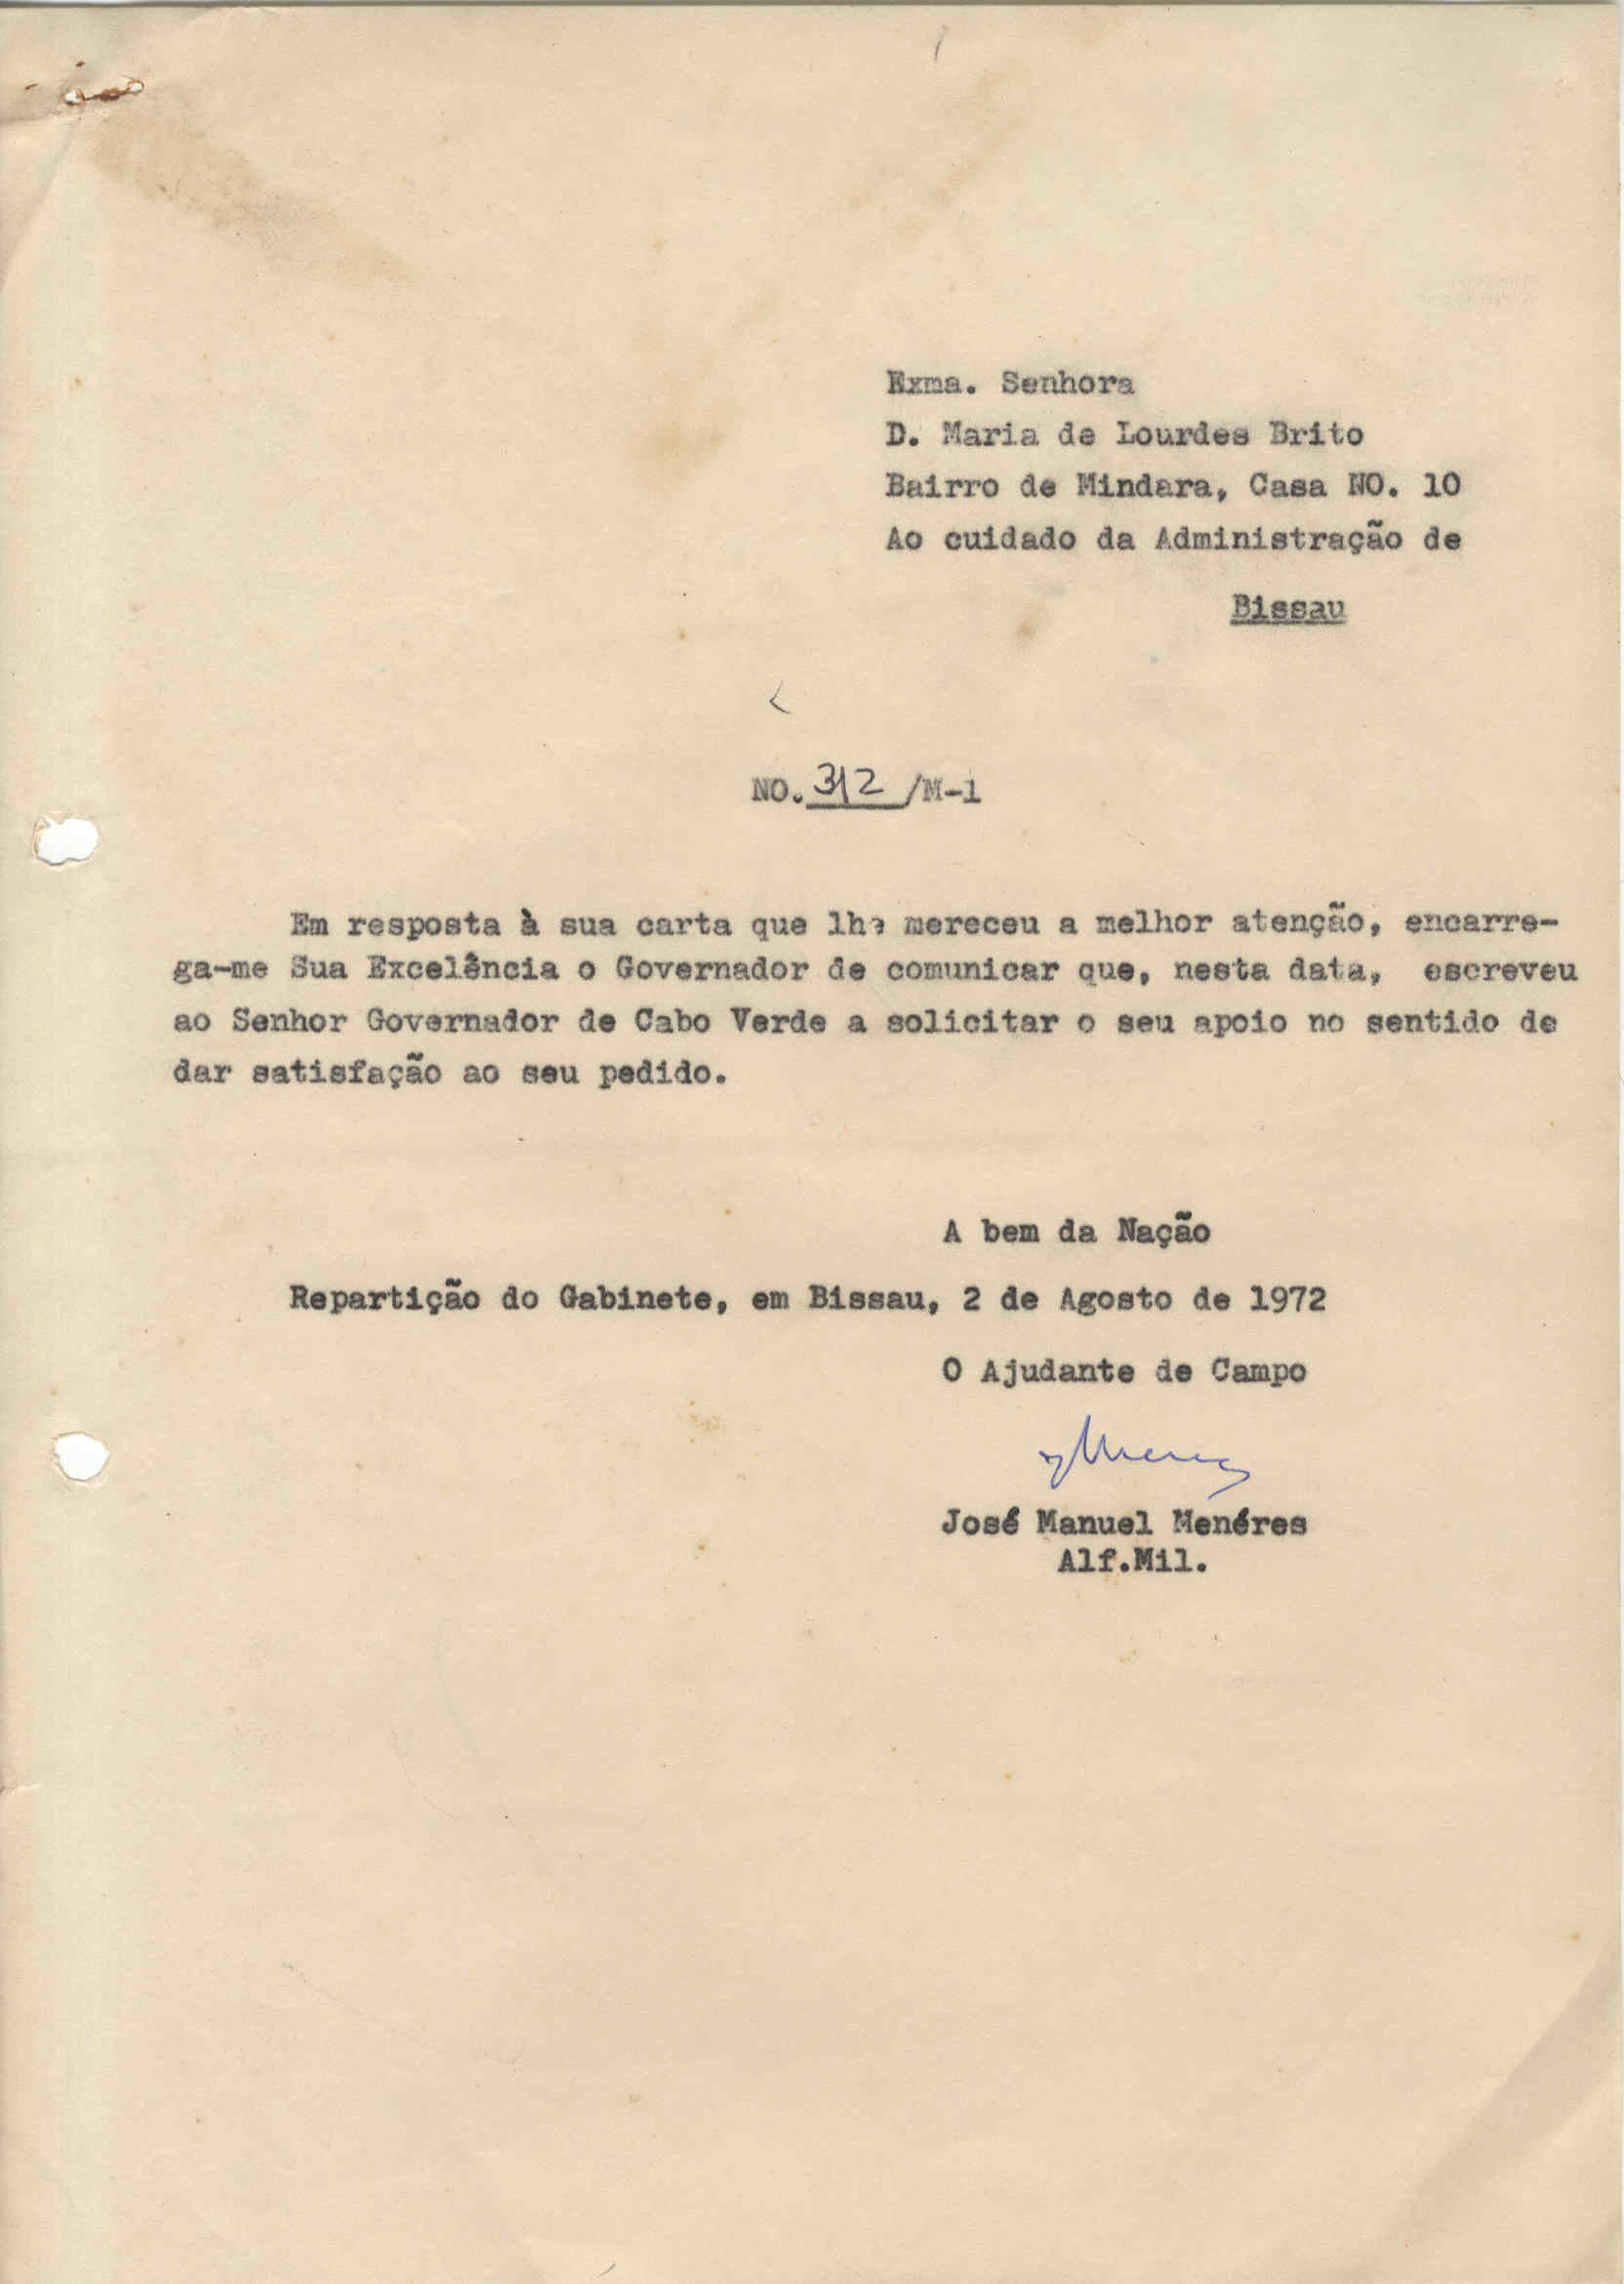 Exma. Senhora
D. Maria de Lourdes Brito
Bairro de Mindara, Casa NO. 10
Ao cuidado da Administração de
Bissau
NO. 312 /M-1
Em resposta à sua carta que lhe mereceu a melhor atenção, encarre-
ga-me Sua Excelência o Governador de comunicar que, nesta data, escreveu
ao Senhor Governador de Cabo Verde a solicitar o seu apoio no sentido de
dar satisfação ao seu pedido.
A bem da Nação
Repartição do Gabinete, em Bissau, 2 de Agosto de 1972
O Ajudante de Campo
José Manuel Menéres
Alf.Mil.